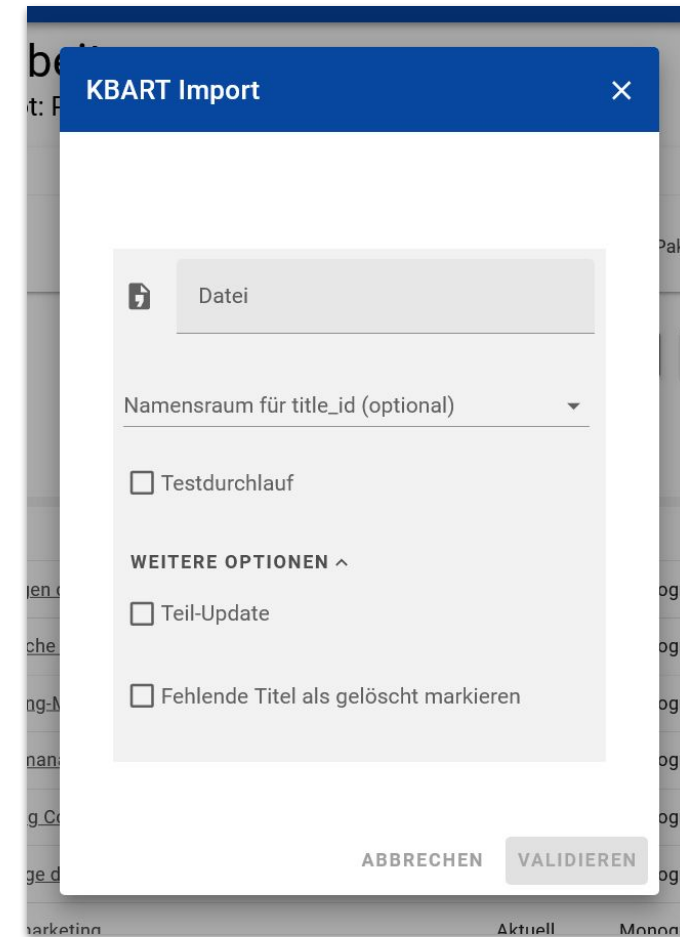 t: F
KBART Import
Datei
Namensraum für title_id (optional)
Testdurchlauf
WEITERE OPTIONEN
Teil-Update
Fehlende Titel als gelöscht markieren
ABBRECHEN VALIDIEREN
Aktuell